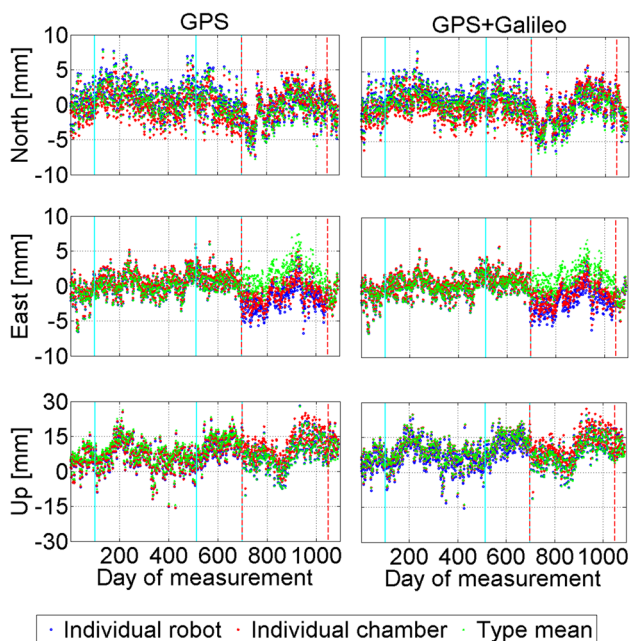 GPS
GPS+Galileo
North [mm]
10
5
0
-5
-10
East [mm]
10
5
0
-5
-10
Up [mm]
30
15
0
-15
-30
200 400 600 800 1000
Day of measurement
200 400 600 800 1000
Day of measurement
Individual robot Individual chamber Type mean